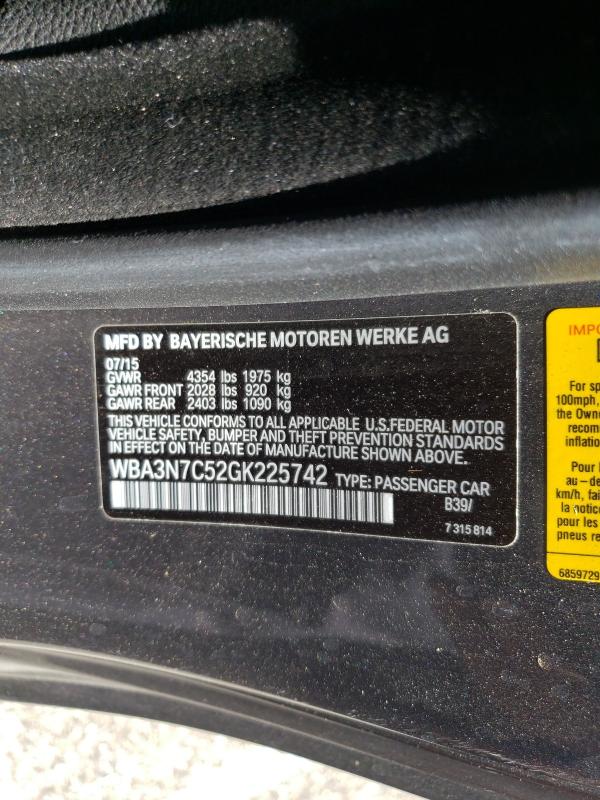 MFD BY BAYERISCHE MOTOREN WERKE AG
07/15
GVWR 4354 lbs 1975 kg
GAWR FRONT 2028 lbs 920 kg
GAWR REAR 2403 lbs 1090 kg
THIS VEHICLE CONFORMS TO ALL APPLICABLE U.S.FEDERAL MOTOR
VEHICLE SAFETY, BUMPER AND THEFT PREVENTION STANDARDS
IN EFFECT ON THE DATE OF MANUFACTURE SHOWN ABOVE.
WBA3N7C52GK225742 TYPE: PASSENGER CAR
B39/
7 315 814
For sp
100mph,
the Owne
recom
inflatio
Pour
au-de
km/h, fai
la notice
pour les
pneus re
6859729